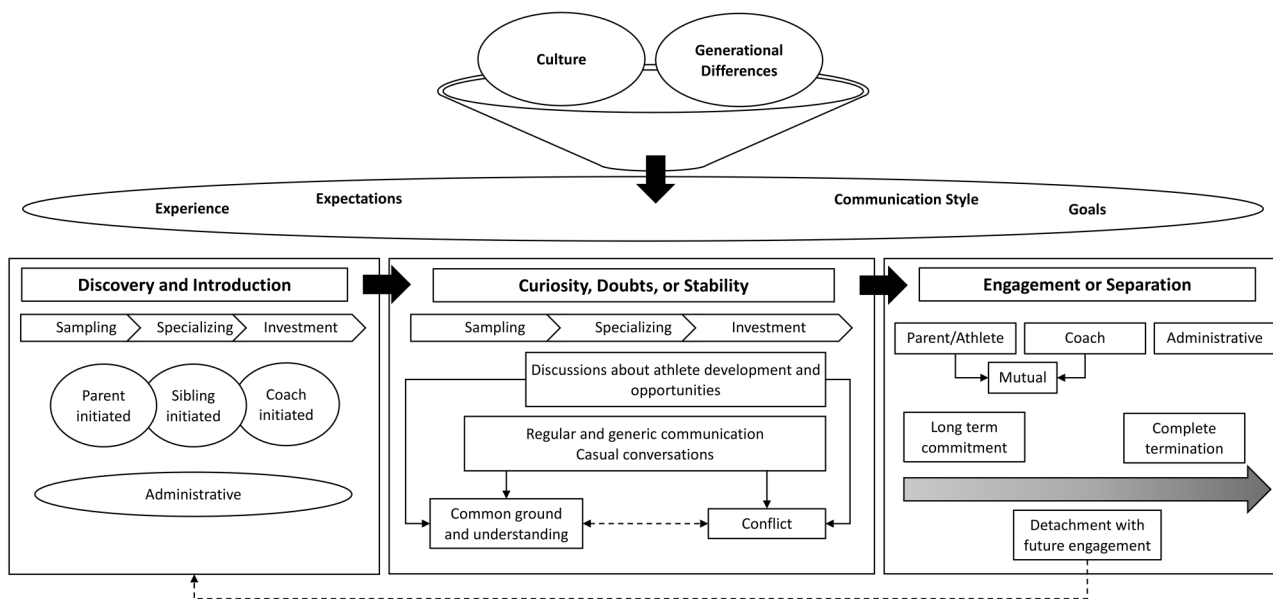 Culture
Generational
Differences
Experience
Expectations
Communication Style
Goals
Discovery and Introduction
Sampling
Specializing
Investment
Parent
initiated
Sibling
initiated
Coach
initiated
Administrative
Curiosity, Doubts, or Stability
Sampling
Specializing
Investment
Discussions about athlete development and
opportunities
Regular and generic communication
Casual conversations
Common ground
and understanding
Conflict
Engagement or Separation
Parent/Athlete
Coach
Administrative
Mutual
Long term
commitment
Complete
termination
Detachment with
future engagement